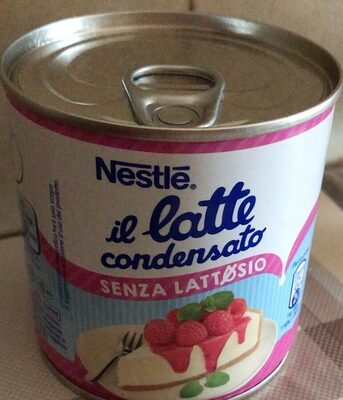 Nestlé®
il latte
condensato
SENZA LATTOSIO